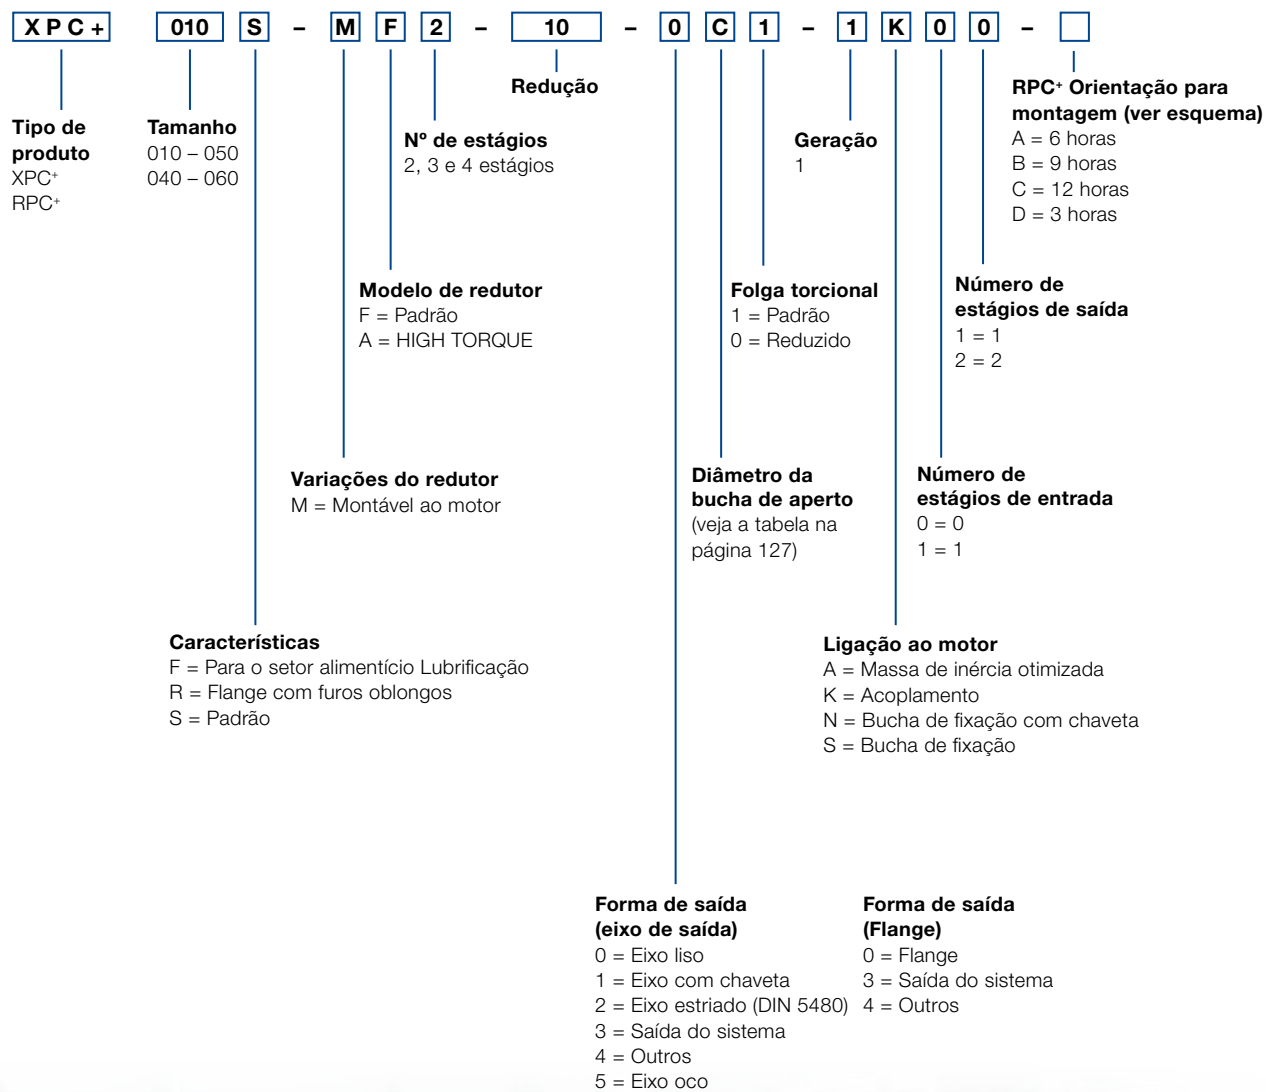 XPC+ 010 S – M F 2 – 10 – 0 C 1 – 1 K 0 0 –
Redução
RPC+ Orientação para
montagem (ver esquema)
A = 6 horas
B = 9 horas
C = 12 horas
D = 3 horas
Tipo de
produto
XPC+
RPC+
Tamanho
010 – 050
040 – 060
Nº de estágios
2, 3 e 4 estágios
Geração
1
Modelo de redutor
F = Padrão
A = HIGH TORQUE
Folga torcional
1 = Padrão
0 = Reduzido
Número de
estágios de saída
1 = 1
2 = 2
Variações do redutor
M = Montável ao motor
Diâmetro da
bucha de aperto
(veja a tabela na
página 127)
Número de
estágios de entrada
0 = 0
1 = 1
Características
F = Para o setor alimentício Lubrificação
R = Flange com furos oblongos
S = Padrão
Ligação ao motor
A = Massa de inércia otimizada
K = Acoplamento
N = Bucha de fixação com chaveta
S = Bucha de fixação
Forma de saída
(eixo de saída)
0 = Eixo liso
1 = Eixo com chaveta
2 = Eixo estriado (DIN 5480)
3 = Saída do sistema
4 = Outros
5 = Eixo oco
Forma de saída
(Flange)
0 = Flange
3 = Saída do sistema
4 = Outros